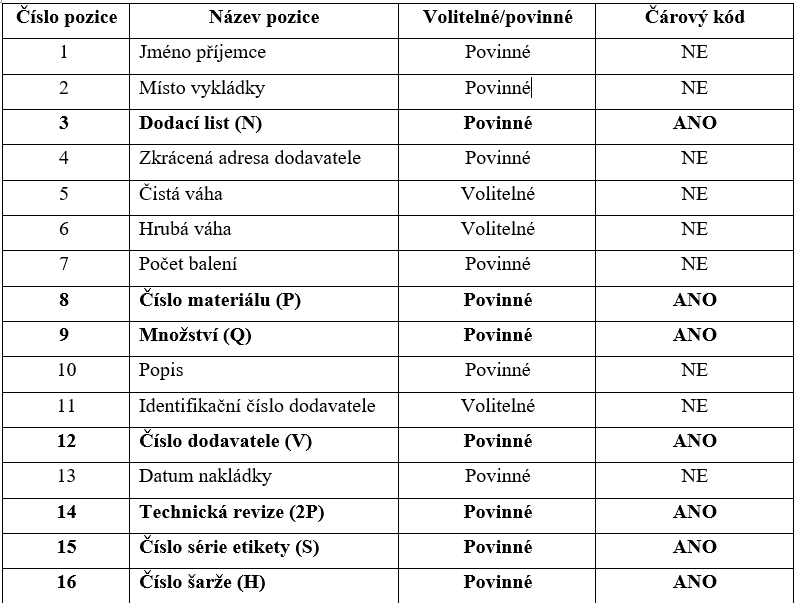 Číslo pozice Název pozice Volitelné/povinné Čárový kód
1 Jméno příjemce Povinné NE
2 Místo vykládky Povinné NE
3 Dodací list (N) Povinné ANO
4 Zkrácená adresa dodavatele Povinné NE
5 Čistá váha Volitelné NE
6 Hrubá váha Volitelné NE
7 Počet balení Povinné NE
8 Číslo materiálu (P) Povinné ANO
9 Množství (Q) Povinné ANO
10 Popis Povinné NE
11 Identifikační číslo dodavatele Volitelné NE
12 Číslo dodavatele (V) Povinné ANO
13 Datum nakládky Povinné NE
14 Technická revize (2P) Povinné ANO
15 Číslo série etikety (S) Povinné ANO
16 Číslo šarže (H) Povinné ANO